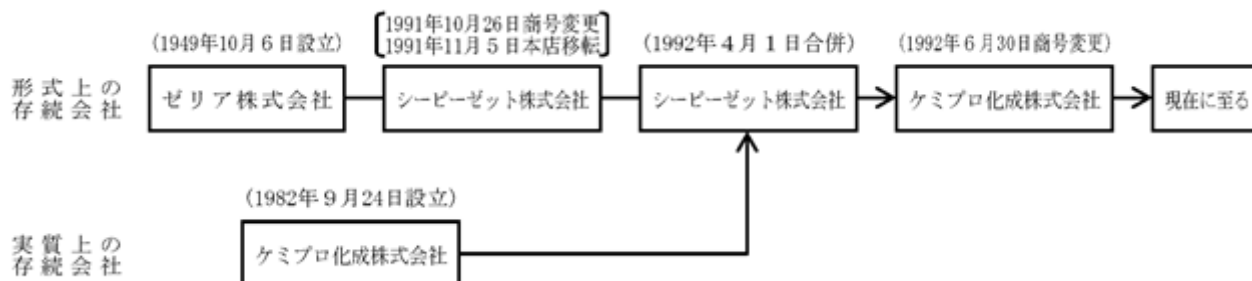 1991年10月26日商号変更
1991年11月5日本店移転
(1949年10月6日設立)
(1992年4月1日合併)
(1992年6月30日商号変更)
形式上の
存続会社
ゼリア株式会社
シーピーゼット株式会社
シーピーゼット株式会社
ケミプロ化成株式会社
現在に至る
(1982年9月24日設立)
実質上の
存続会社
ケミプロ化成株式会社